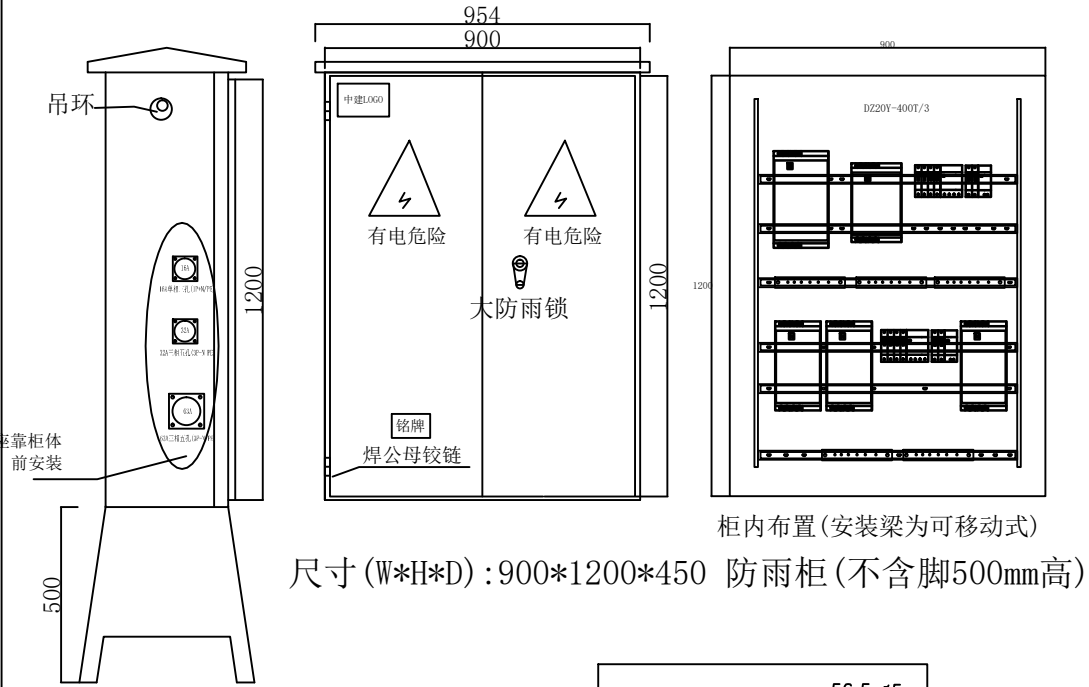 954
900
吊环
中建LOGO
有电危险
有电危险
大防雨锁
1200
1200
16A
32A
63A
座靠柜体
前安装
铭牌
焊公母铰链
500
900
DZ20Y-400T/3
1200
柜内布置(安装梁为可移动式)
尺寸(W*H*D):900*1200*450 防雨柜(不含脚500mm高)